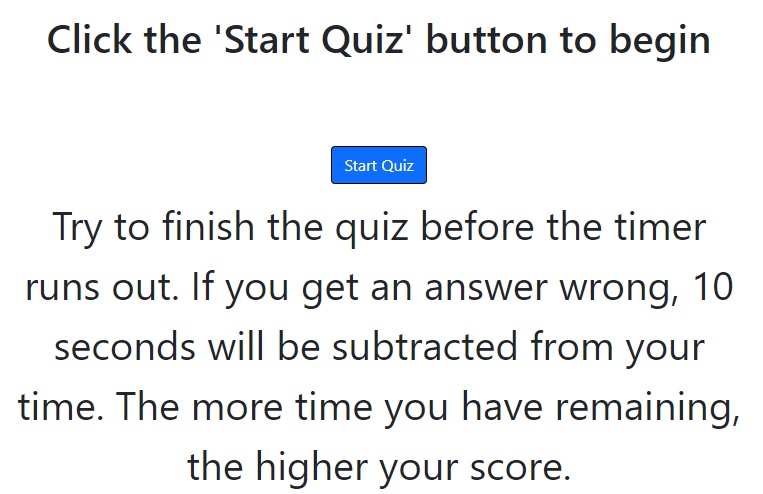 Click the 'Start Quiz' button to begin
Start Quiz
Try to finish the quiz before the timer
runs out. If you get an answer wrong, 10
seconds will be subtracted from your
time. The more time you have remaining,
the higher your score.